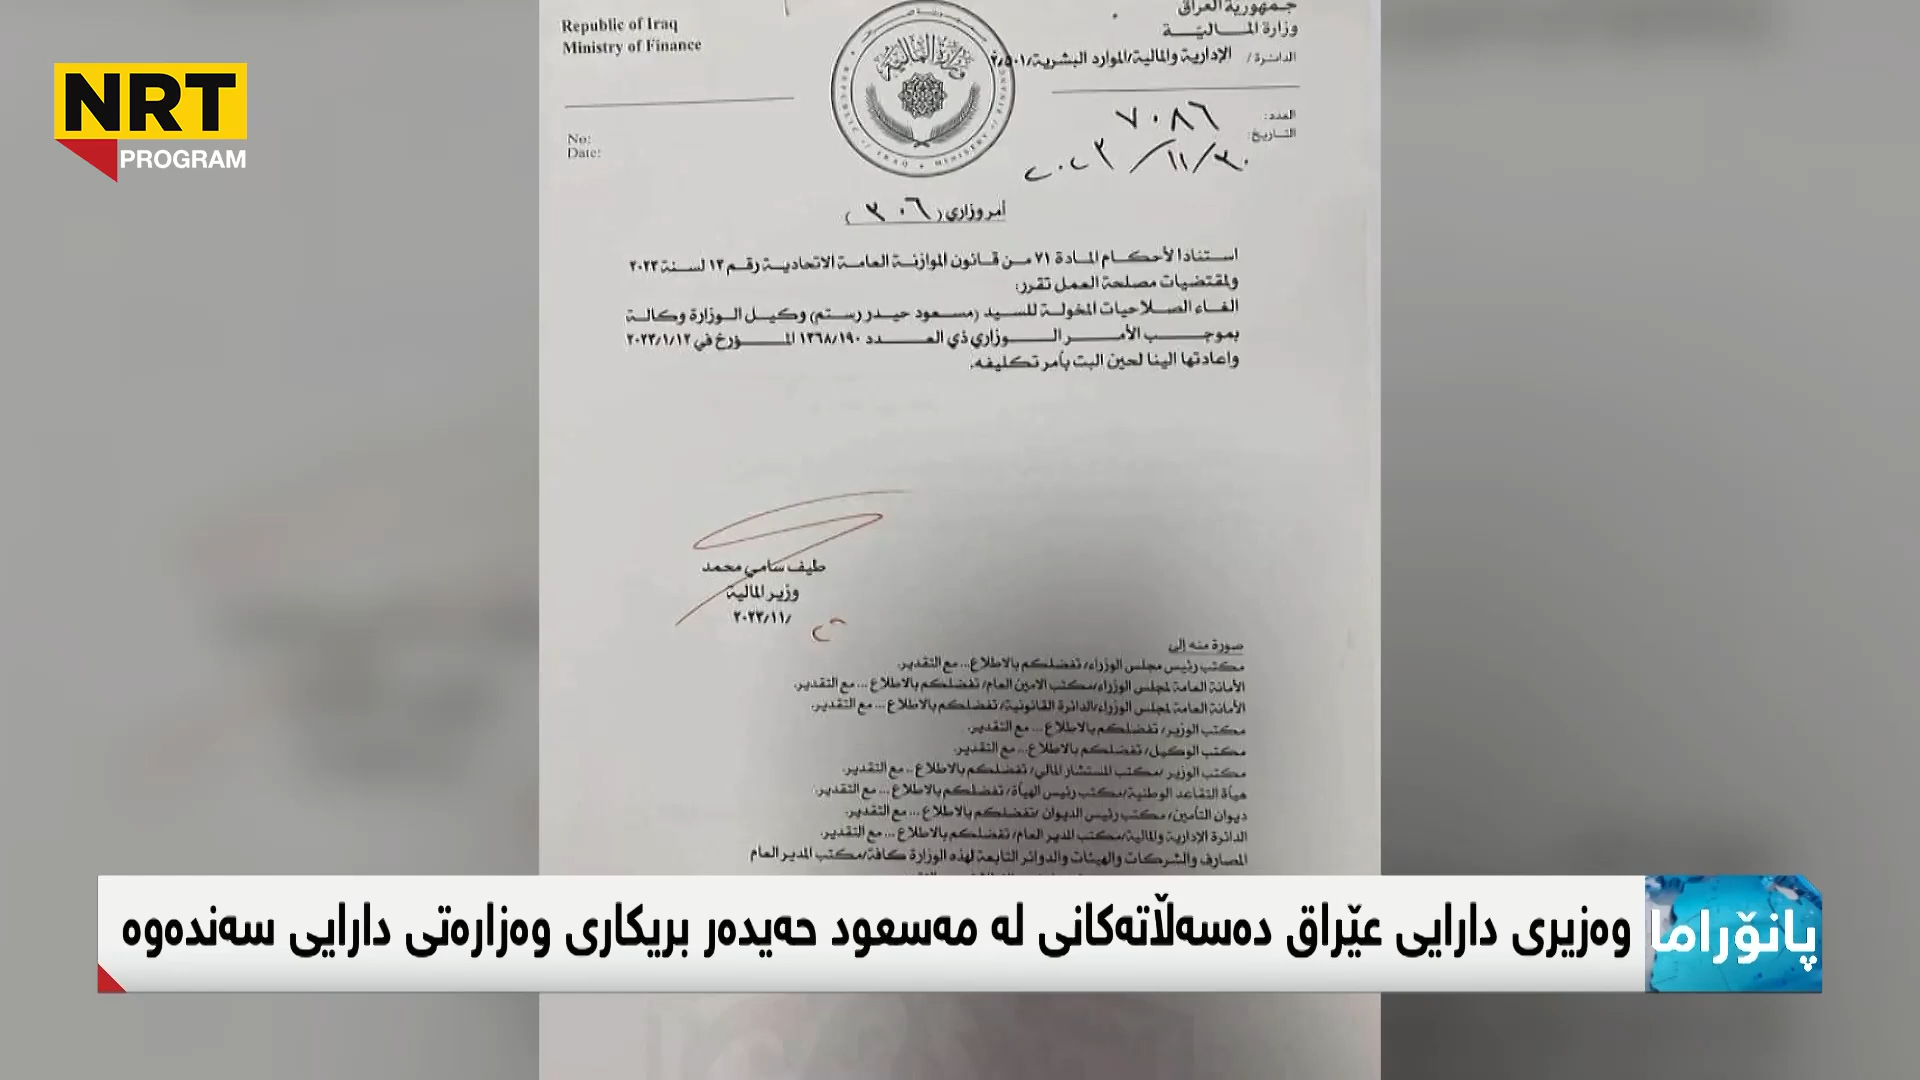 Republic of Iraq
Ministry of Finance
No:
Date:
جمهورية العراق
وزارة المـالية
الدائرة/ الإدارية والمالية/الموارد البشرية/٢/٥٠١
العدد: ٧٠٨٦
التاريخ: ٢٠٢٣/١١/٣٠
أمر وزاري (٣٠٦)
استنادا لأحكام المادة ٧١ من قانون الموازنة العامة الاتحادية رقم ١٣ لسنة ٢٠٢٣
ولمقتضيات مصلحة العمل تقرر:
الغاء الصلاحيات المخولة للسيد (مسعود حيدر رستم) وكيل الوزارة وكالة
بموجب الأمر الوزاري ذي العدد ١٣٦٨/١٩٠ المؤرخ في ٢٠٢٣/١/١٢
واعادتها الينا لحين البت بأمر تكليفه.
طيف سامي محمد
وزير المالية
٢٠٢٣/١١/
صورة منه إلى
مكتب رئيس مجلس الوزراء/ تفضلكم بالاطلاع... مع التقدير.
الأمانة العامة لمجلس الوزراء/مكتب الامين العام/ تفضلكم بالاطلاع ... مع التقدير.
الأمانة العامة لمجلس الوزراء/الدائرة القانونية/ تفضلكم بالاطلاع ... مع التقدير.
مكتب الوزير/ تفضلكم بالاطلاع ... مع التقدير.
مكتب الوكيل/ تفضلكم بالاطلاع... مع التقدير.
مكتب الوزير /مكتب المستشار المالي/ تفضلكم بالاطلاع .. مع التقدير.
هيأة التقاعد الوطنية/مكتب رئيس الهيأة/ تفضلكم بالاطلاع ... مع التقدير.
ديوان التأمين/ مكتب رئيس الديوان /تفضلكم بالاطلاع ... مع التقدير.
الدائرة الإدارية والمالية/مكتب المدير العام/ تفضلكم بالاطلاع ... مع التقدير.
المصارف والشركات والهيئات والدوائر التابعة لهذه الوزارة كافة/مكتب المدير العام
NRT
PROGRAM
پانۆراما
وەزیری دارایی عێراق دەسەڵاتەکانی لە مەسعود حەیدەر بریکاری وەزارەتی دارایی سەندەوە